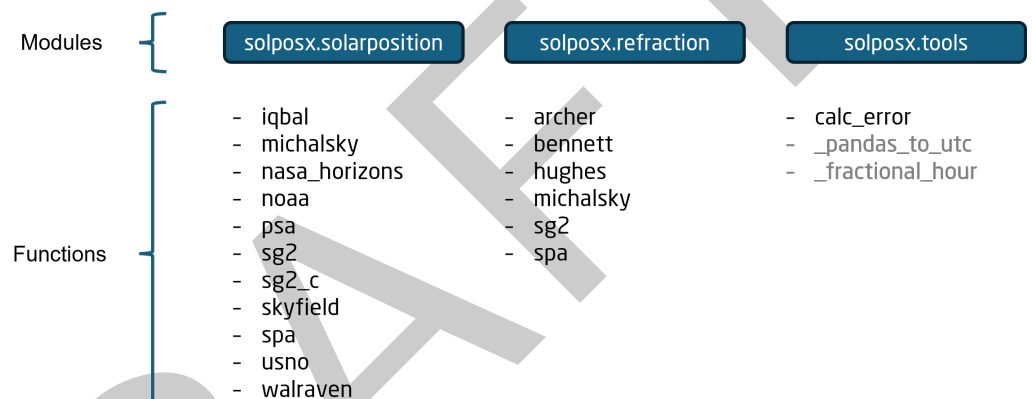 Modules
solposx.solarposition
solposx.refraction
solposx.tools
Functions
- iqbal
- michalsky
- nasa_horizons
- noaa
- psa
- sg2
- sg2_c
- skyfield
- spa
- usno
- walraven
- archer
- bennett
- hughes
- michalsky
- sg2
- spa
- calc_error
- _pandas_to_utc
- _fractional_hour